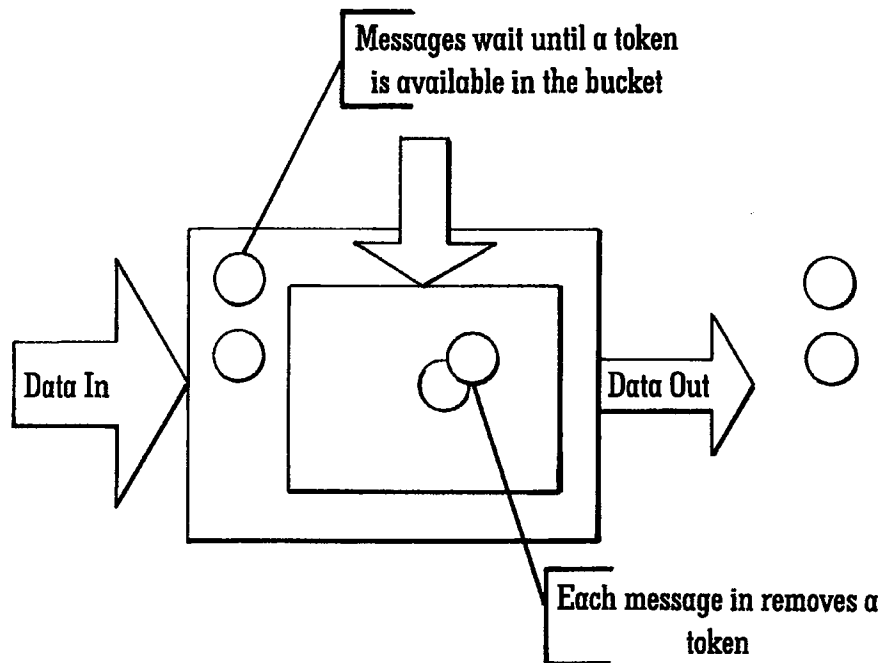 Messages wait until a token
is available in the bucket
Data In
Data Out
Each message in removes a
token